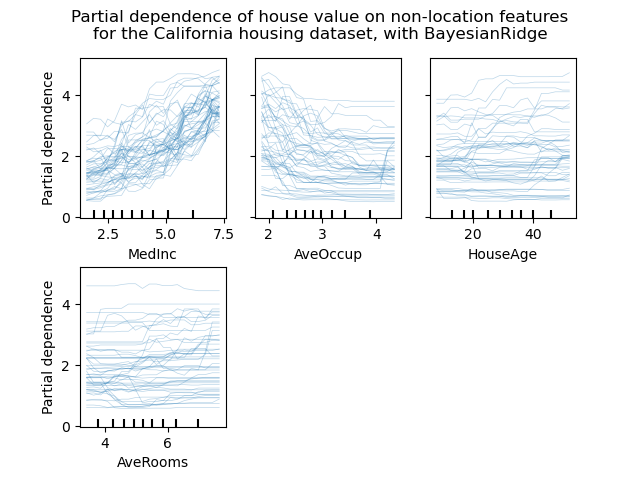 Partial dependence of house value on non-location features
for the California housing dataset, with BayesianRidge
Partial dependence
4
2
0
2.5
5.0
7.5
MedInc
2
3
4
AveOccup
20
40
HouseAge
Partial dependence
4
2
0
4
6
AveRooms